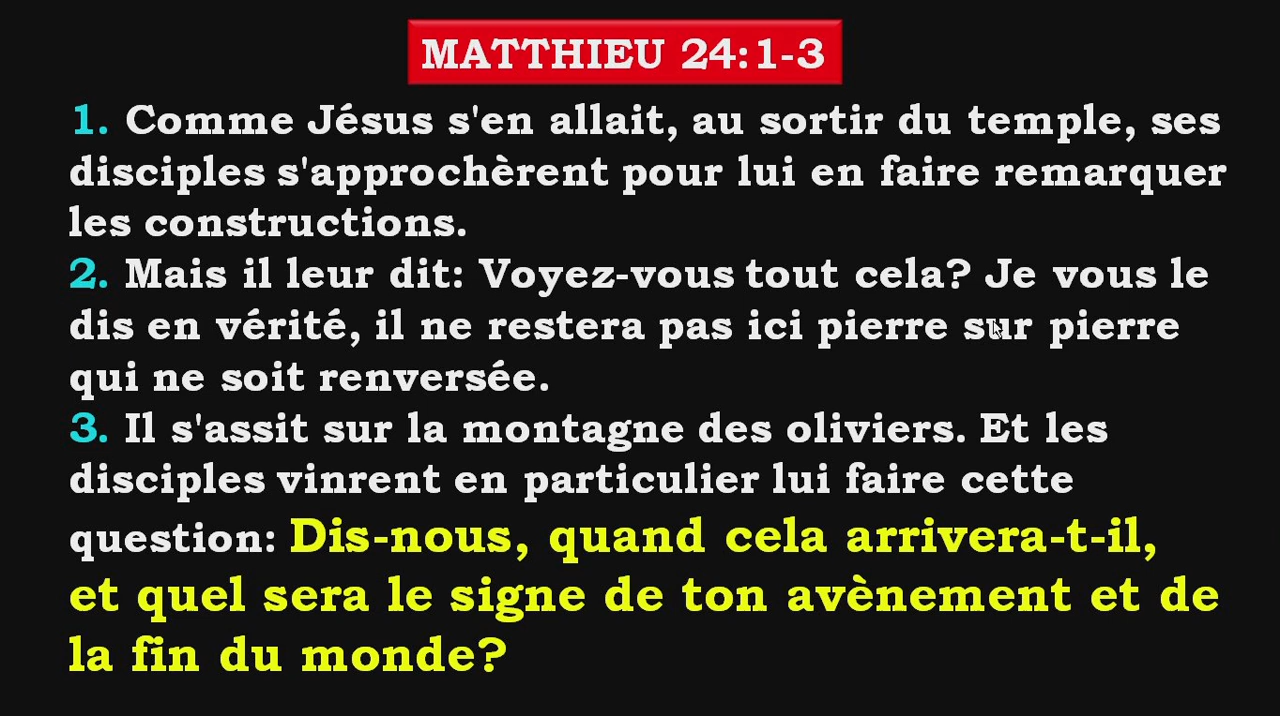 MATTHIEU 24:1-3
1. Comme Jésus s'en allait, au sortir du temple, ses
disciples s'approchèrent pour lui en faire remarquer
les constructions.
2. Mais il leur dit: Voyez-vous tout cela? Je vous le
dis en vérité, il ne restera pas ici pierre sur pierre
qui ne soit renversée.
3. Il s'assit sur la montagne des oliviers. Et les
disciples vinrent en particulier lui faire cette
question: Dis-nous, quand cela arrivera-t-il,
et quel sera le signe de ton avènement et de
la fin du monde?